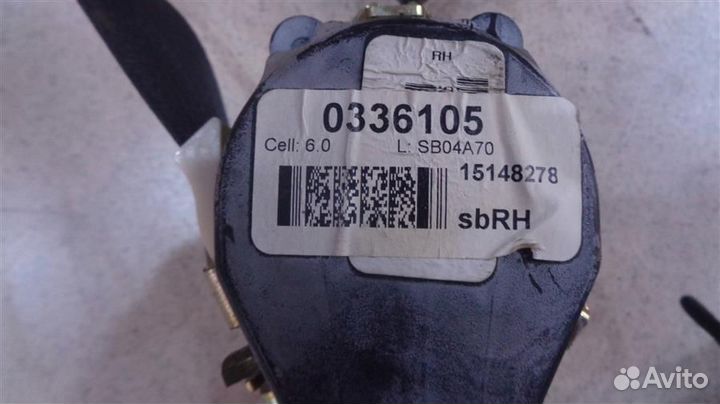 RH
0336105
Cell: 6.0 L: SB04A70
15148278
sbRH
Avito